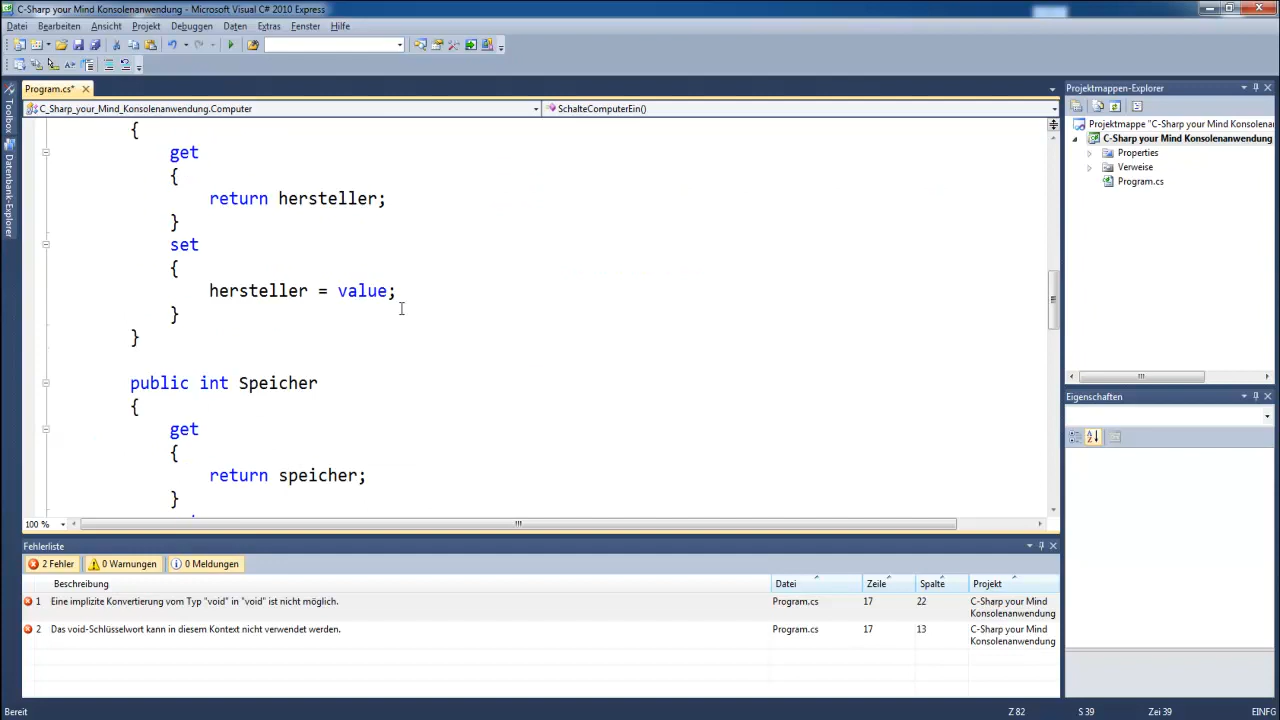 C-Sharp your Mind Konsolenanwendung - Microsoft Visual C# 2010 Express
Datei Bearbeiten Ansicht Projekt Debuggen Daten Extras Fenster Hilfe
Program.cs*
C_Sharp_your_Mind_Konsolenanwendung.Computer
SchalteComputerEin()
{
get
{
return hersteller;
}
set
{
hersteller = value;
}
}
public int Speicher
{
get
{
return speicher;
}
100 %
Toolbox
Datenbank-Explorer
Projektmappen-Explorer
Projektmappe "C-Sharp your Mind Konsolenan
C-Sharp your Mind Konsolenanwendung
Properties
Verweise
Program.cs
Eigenschaften
Fehlerliste
2 Fehler 0 Warnungen 0 Meldungen
Beschreibung Datei Zeile Spalte Projekt
1 Eine implizite Konvertierung vom Typ "void" in "void" ist nicht möglich. Program.cs 17 22 C-Sharp your Mind
Konsolenanwendung
2 Das void-Schlüsselwort kann in diesem Kontext nicht verwendet werden. Program.cs 17 13 C-Sharp your Mind
Konsolenanwendung
Bereit Z 82 S 39 Zei 39 EINFG